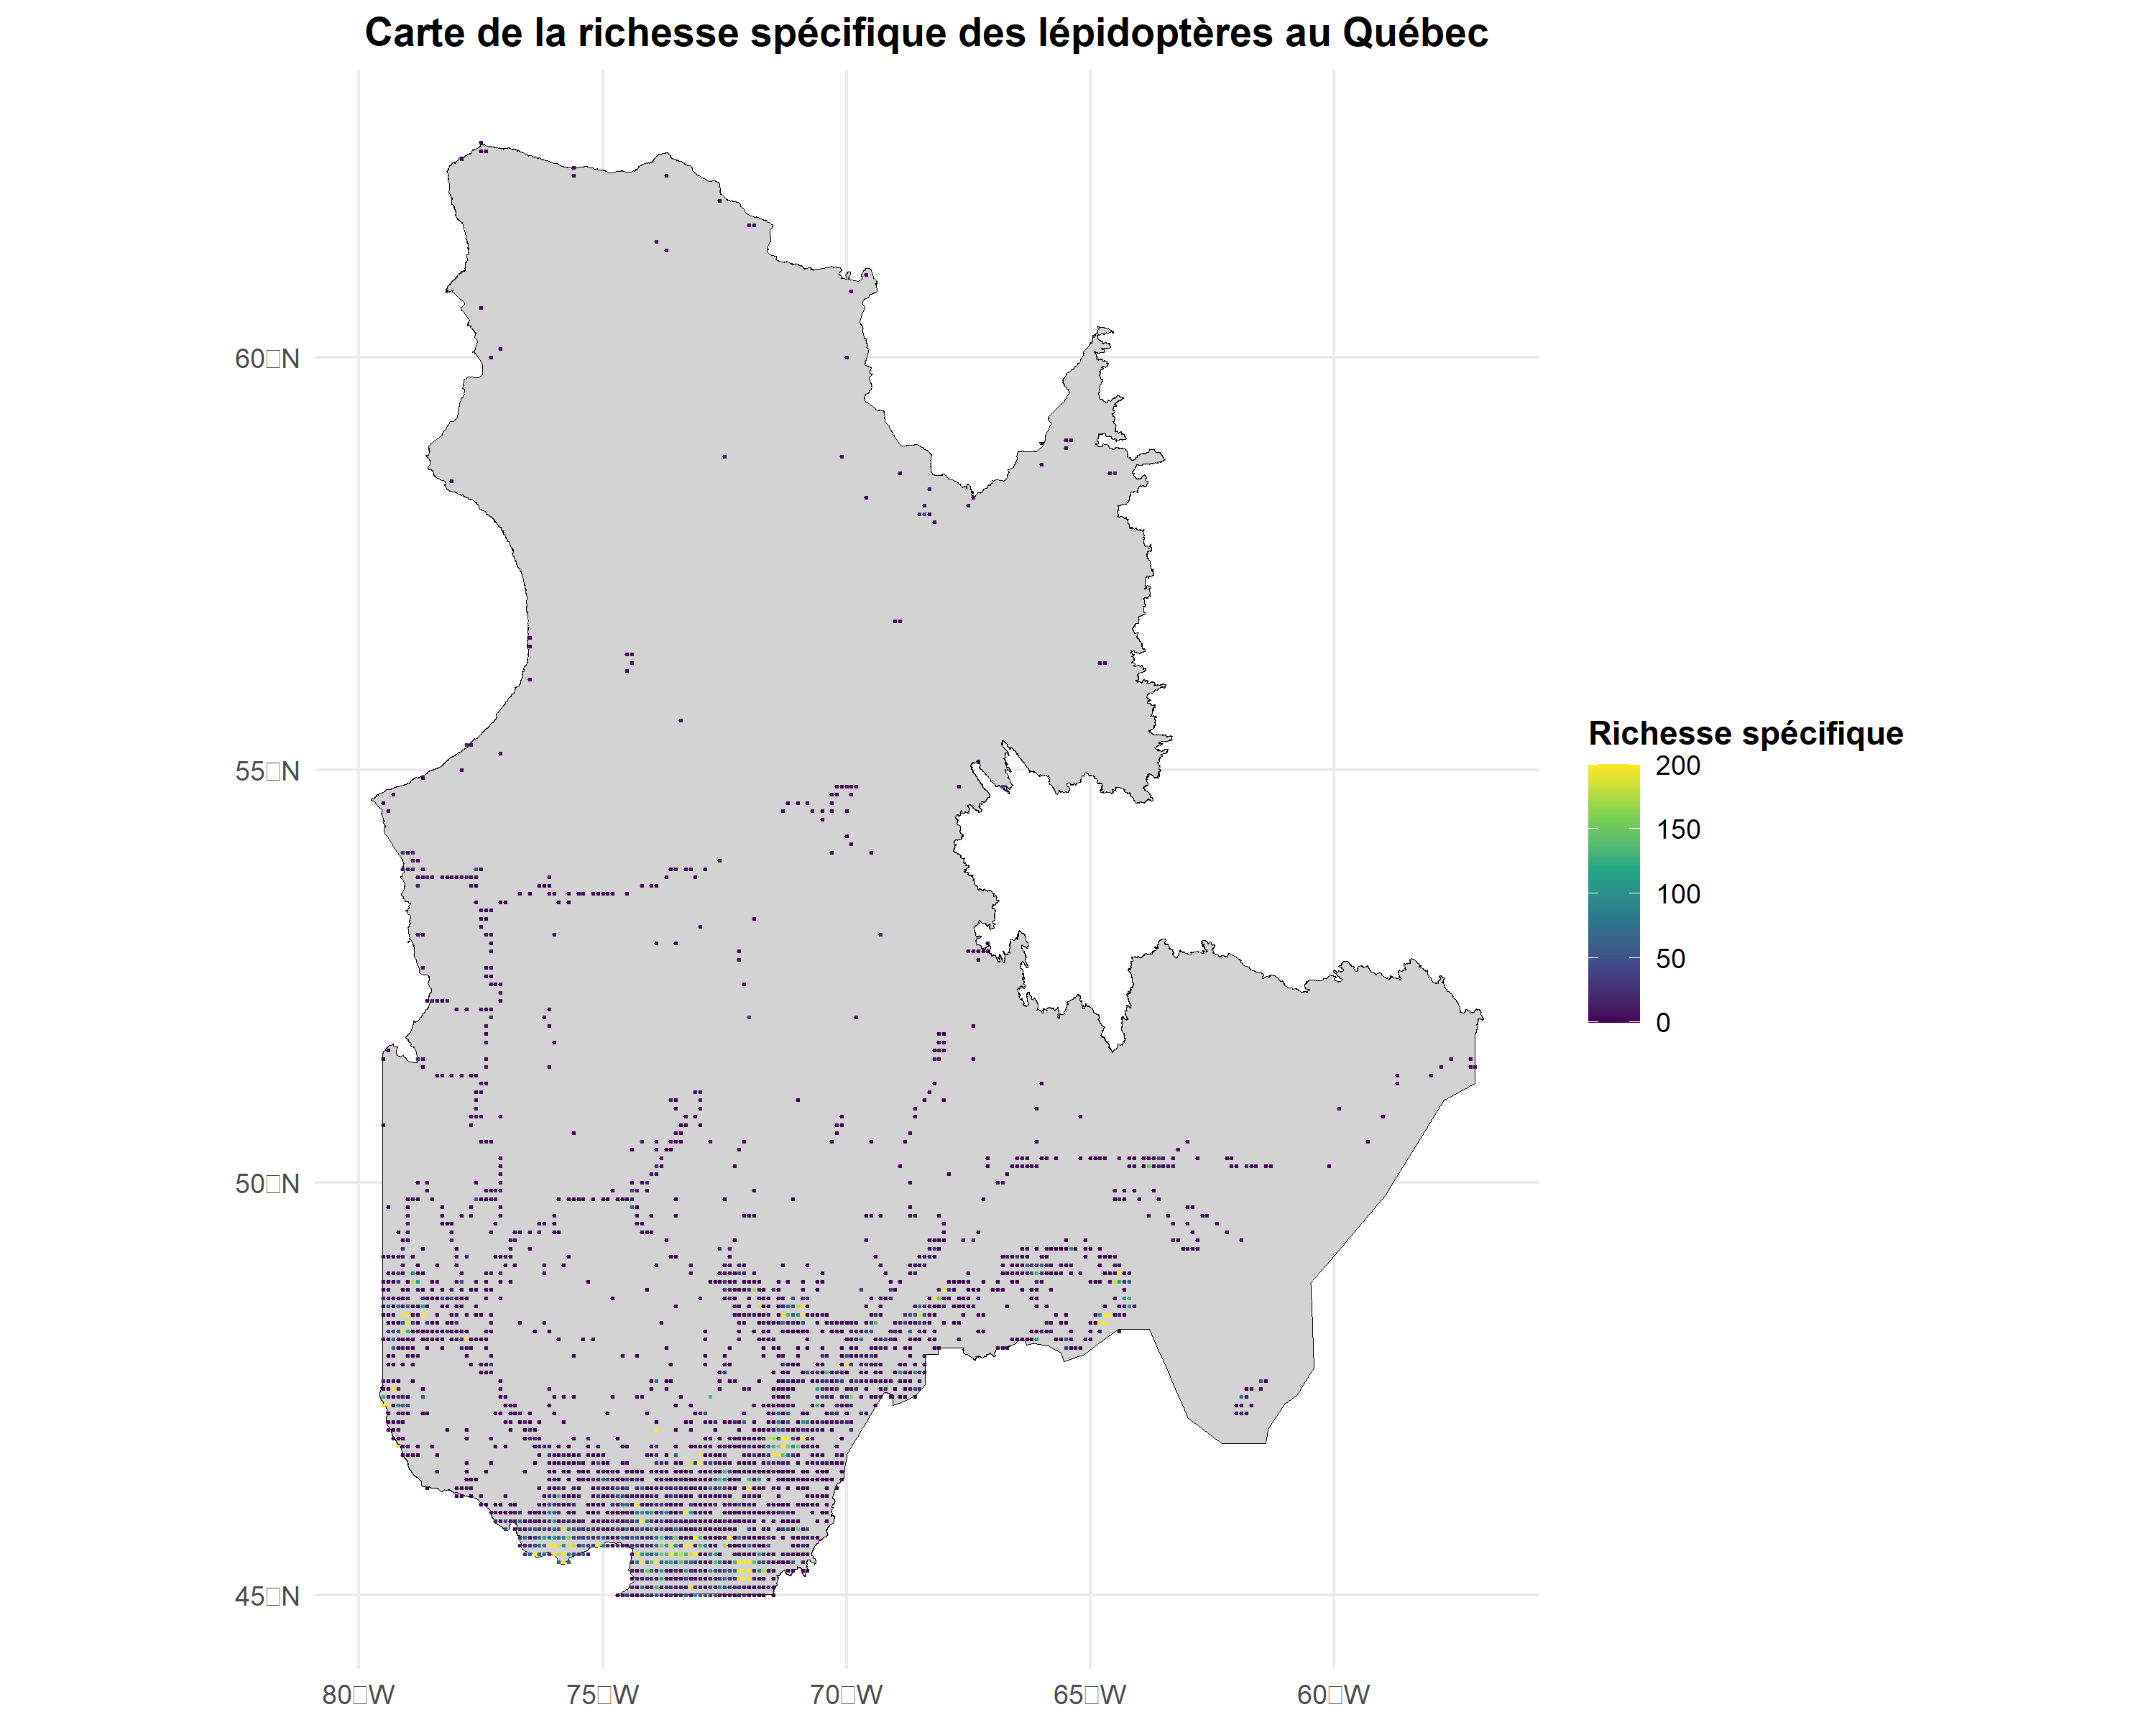 Carte de la richesse spécifique des lépidoptères au Québec
60□N
55□N
50□N
45□N
80□W
75□W
70□W
65□W
60□W
Richesse spécifique
200
150
100
50
0